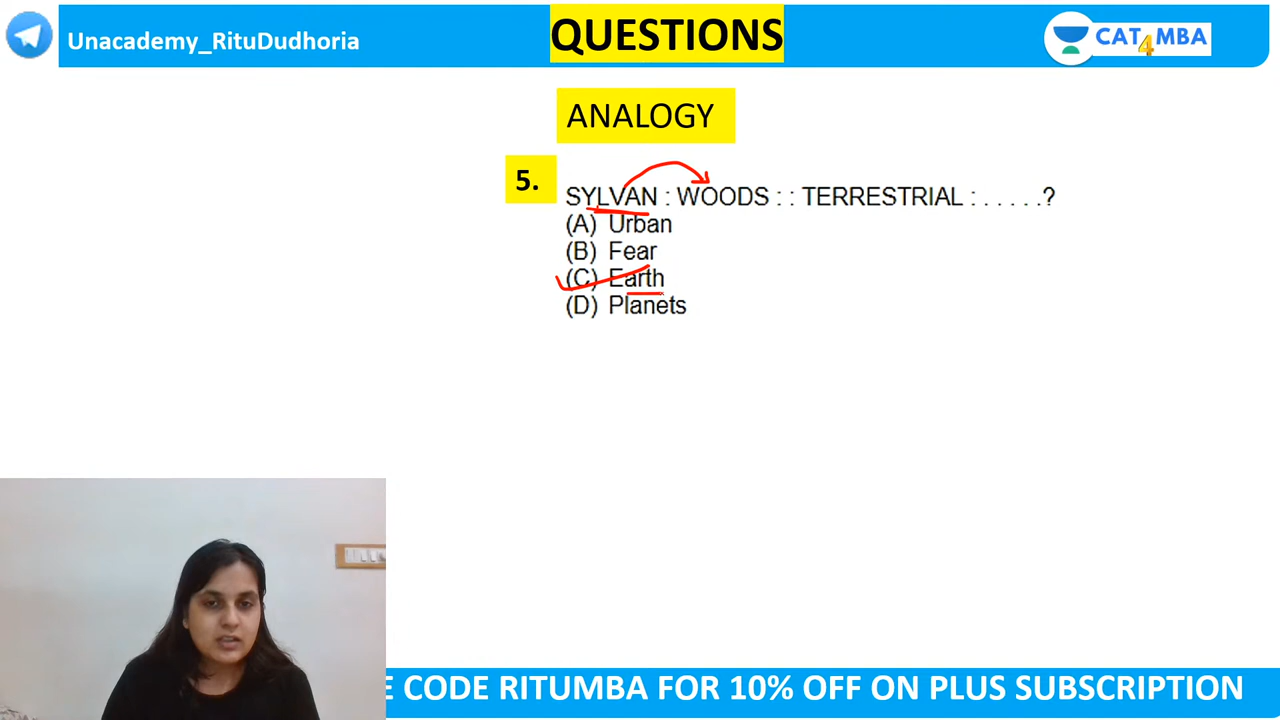 Unacademy_RituDudhoria
QUESTIONS
CAT4MBA
ANALOGY
5.
SYLVAN : WOODS : : TERRESTRIAL : . . . . .?
(A) Urban
(B) Fear
(C) Earth
(D) Planets
E CODE RITUMBA FOR 10% OFF ON PLUS SUBSCRIPTION